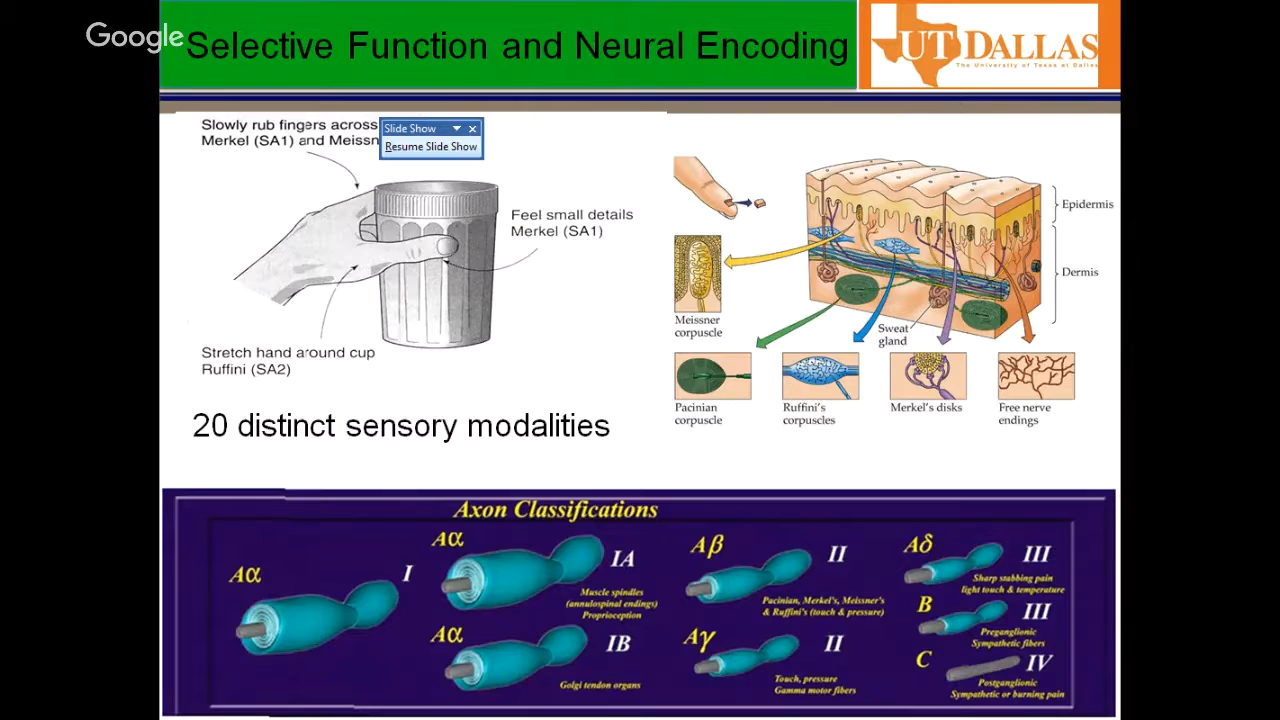 Google
Selective Function and Neural Encoding
UT DALLAS
The University of Texas at Dallas
Slowly rub fingers across
Merkel (SA1) and Meissn
Slide Show
Resume Slide Show
Feel small details
Merkel (SA1)
Stretch hand around cup
Ruffini (SA2)
20 distinct sensory modalities
Epidermis
Dermis
Meissner
corpuscle
Sweat
gland
Pacinian
corpuscle
Ruffini's
corpuscles
Merkel's disks
Free nerve
endings
Axon Classifications
Aα
I
Aα
IA
Muscle spindles
(annulospinal endings)
Proprioception
Aα
IB
Golgi tendon organs
Aβ
II
Pacinian, Merkel's, Meissner's
& Ruffini's (touch & pressure)
Aγ
II
Touch, pressure
Gamma motor fibers
Aδ
III
Sharp stabbing pain
light touch & temperature
B
III
Preganglionic
Sympathetic fibers
C
IV
Postganglionic
Sympathetic or burning pain